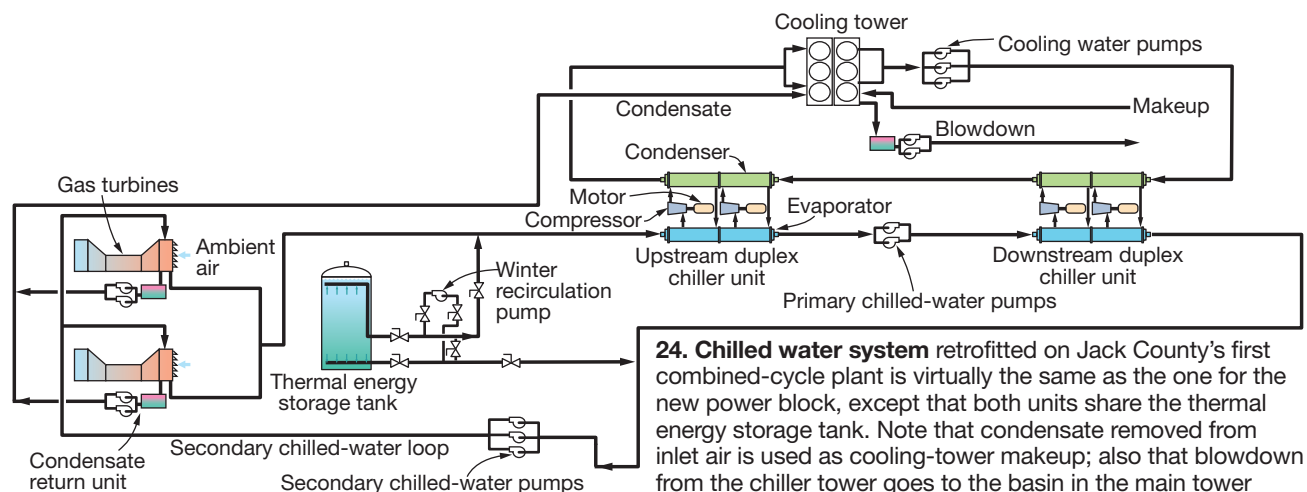 Cooling tower
Cooling water pumps
Condensate
Makeup
Blowdown
Condenser
Gas turbines
Motor
Compressor
Evaporator
Ambient
air
Upstream duplex
chiller unit
Downstream duplex
chiller unit
Winter
recirculation
pump
Primary chilled-water pumps
Thermal energy
storage tank
Secondary chilled-water loop
Condensate
return unit
Secondary chilled-water pumps
24. Chilled water system retrofitted on Jack County's first
combined-cycle plant is virtually the same as the one for the
new power block, except that both units share the thermal
energy storage tank. Note that condensate removed from
inlet air is used as cooling-tower makeup; also that blowdown
from the chiller tower goes to the basin in the main tower